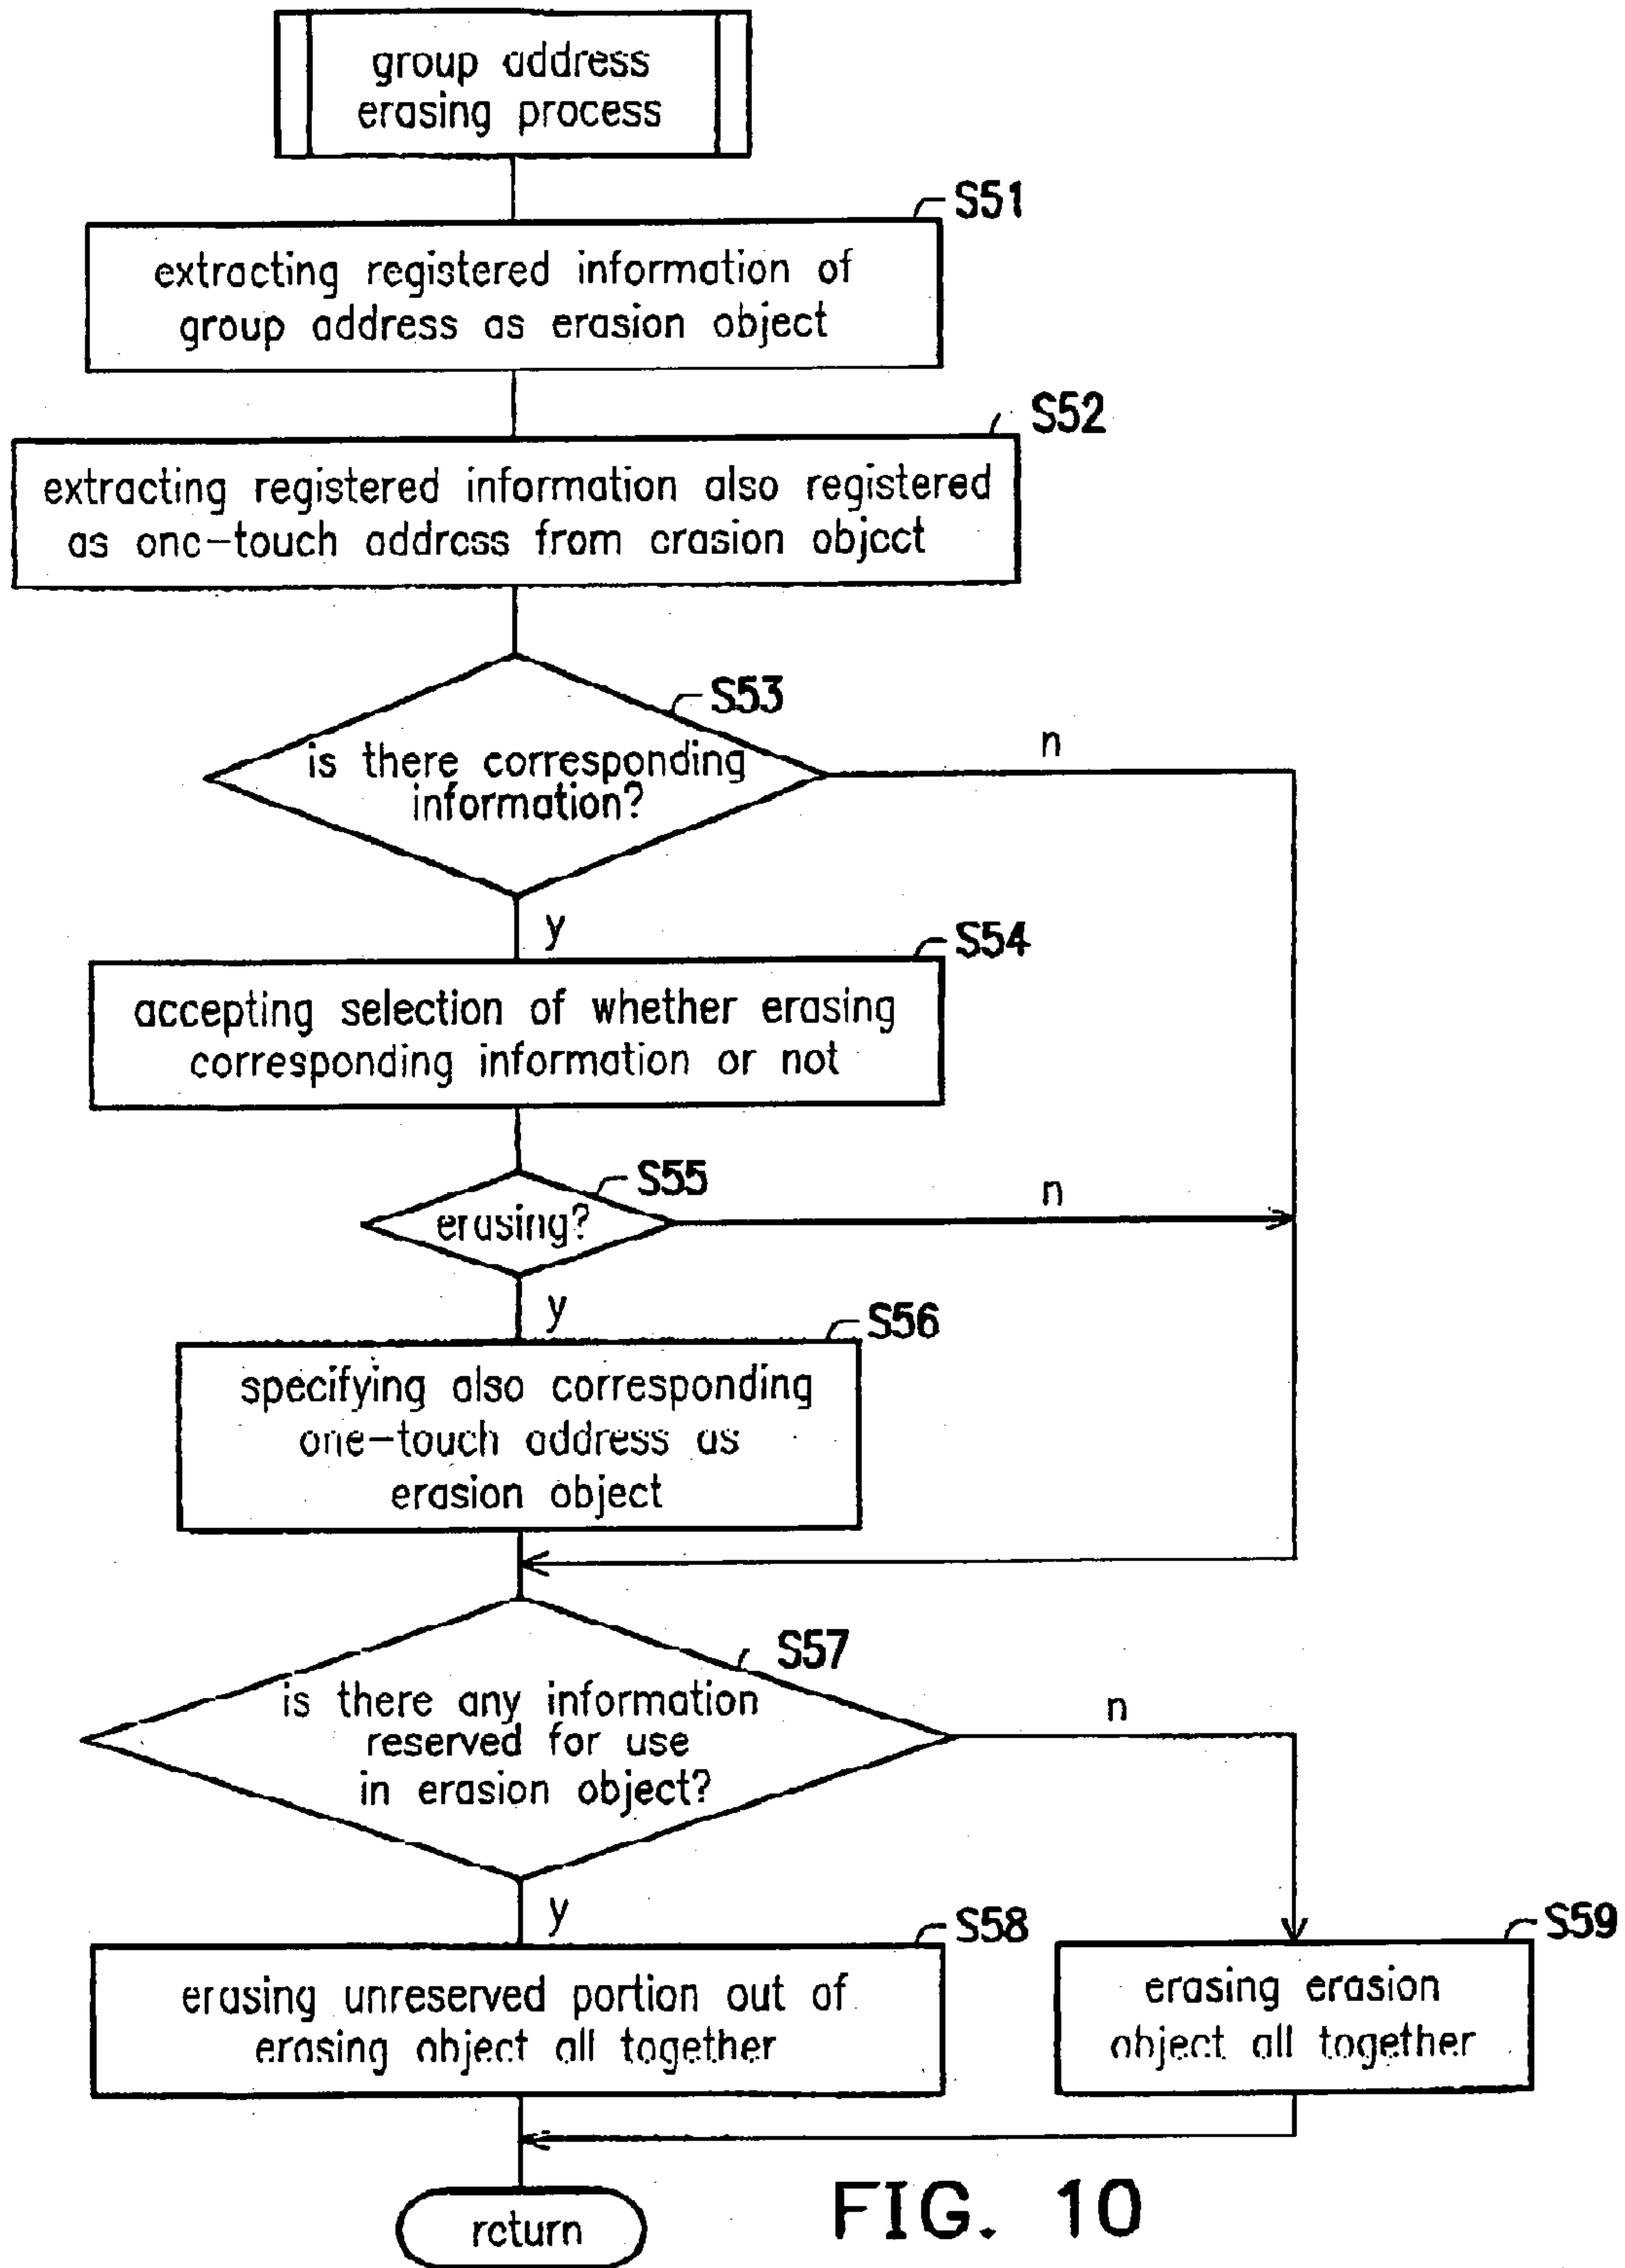 group address
erasing process
S51
extracting registered information of
group address as erasion object
S52
extracting registered information also registered
as one-touch address from erasion object
S53
is there corresponding
information?
n
y
S54
accepting selection of whether erasing
corresponding information or not
S55
erasing?
n
y
S56
specifying also corresponding
one-touch address as
erasion object
S57
is there any information
reserved for use
in erasion object?
n
y
S58
erasing unreserved portion out of
erasing object all together
S59
erasing erasion
object all together
return
FIG. 10